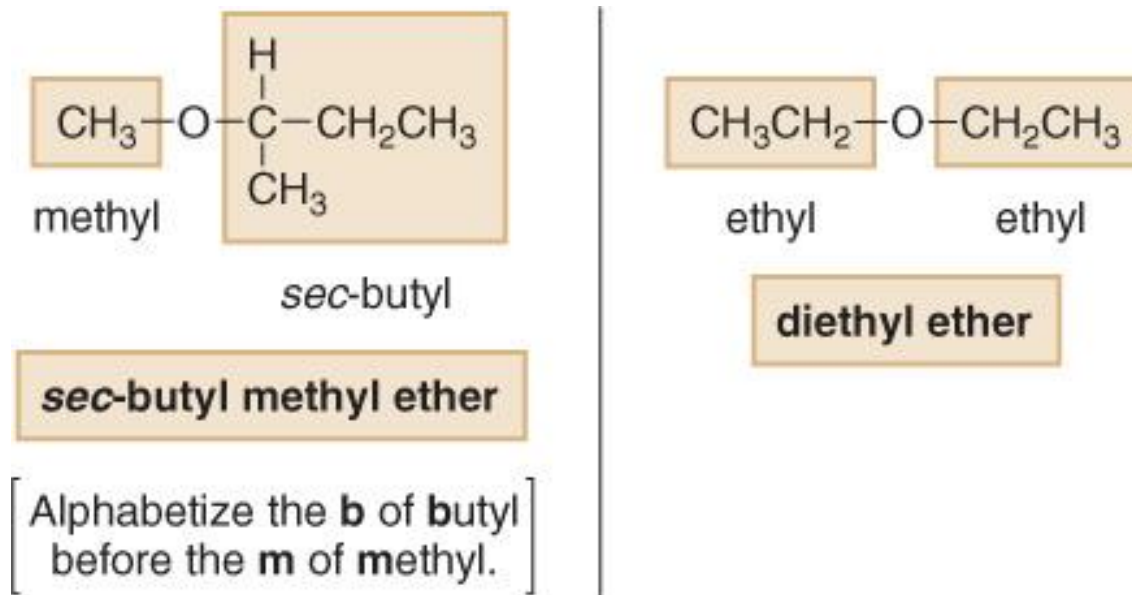 H
CH₃–O–C–CH₂CH₃
CH₃
methyl
sec-butyl
sec-butyl methyl ether
[Alphabetize the b of butyl
before the m of methyl.]
CH₃CH₂–O–CH₂CH₃
ethyl ethyl
diethyl ether